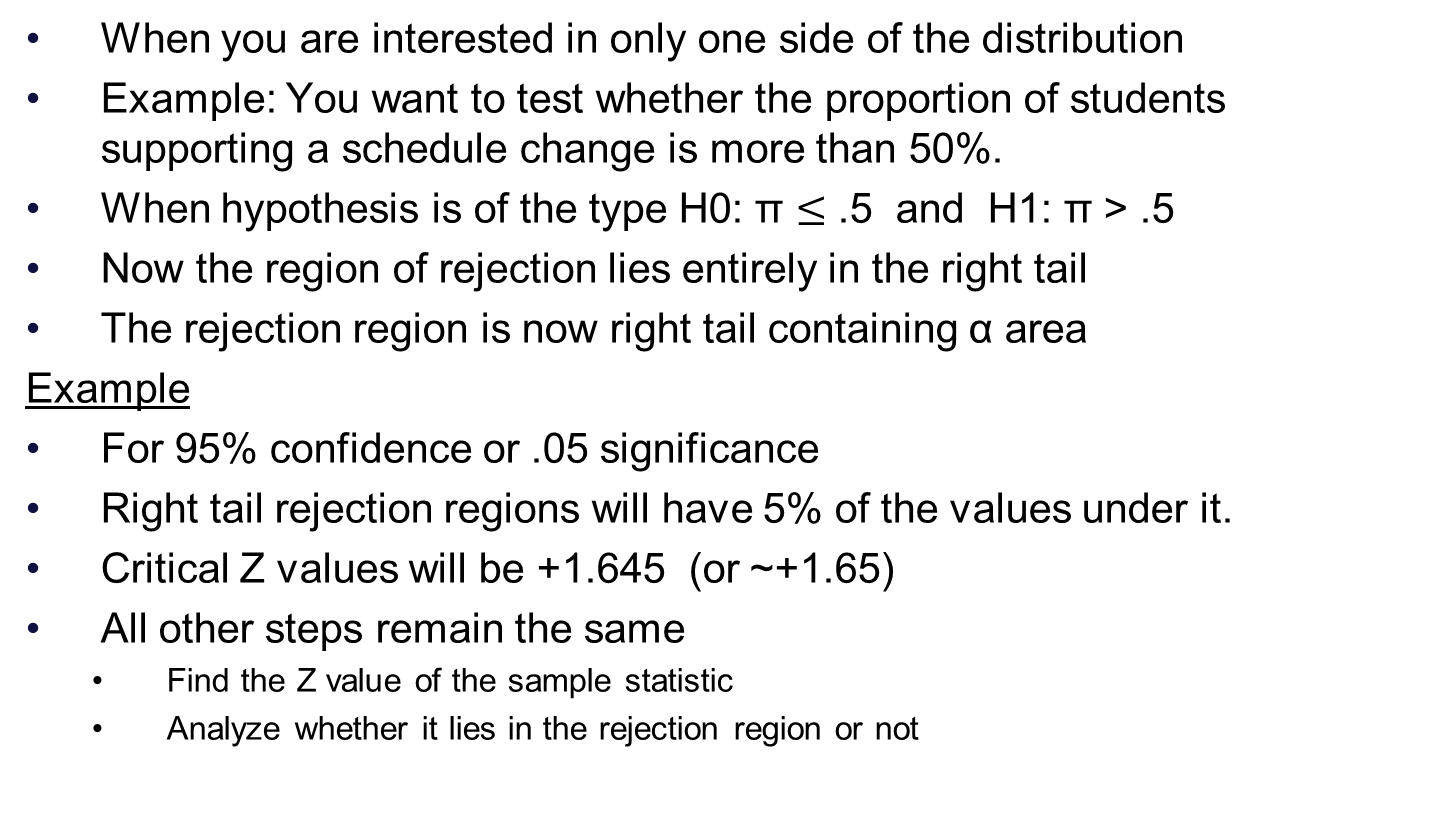 • When you are interested in only one side of the distribution
• Example: You want to test whether the proportion of students
supporting a schedule change is more than 50%.
• When hypothesis is of the type H0: π ≤ .5 and H1: π > .5
• Now the region of rejection lies entirely in the right tail
• The rejection region is now right tail containing α area
Example
• For 95% confidence or .05 significance
• Right tail rejection regions will have 5% of the values under it.
• Critical Z values will be +1.645 (or ~+1.65)
• All other steps remain the same
• Find the Z value of the sample statistic
• Analyze whether it lies in the rejection region or not